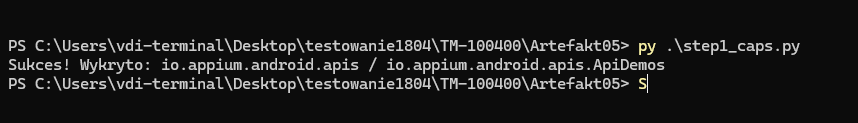 PS C:\Users\vdi-terminal\Desktop\testowanie1804\TM-100400\Artefakt05> py .\step1_caps.py
Sukces! Wykryto: io.appium.android.apis / io.appium.android.apis.ApiDemos
PS C:\Users\vdi-terminal\Desktop\testowanie1804\TM-100400\Artefakt05> S